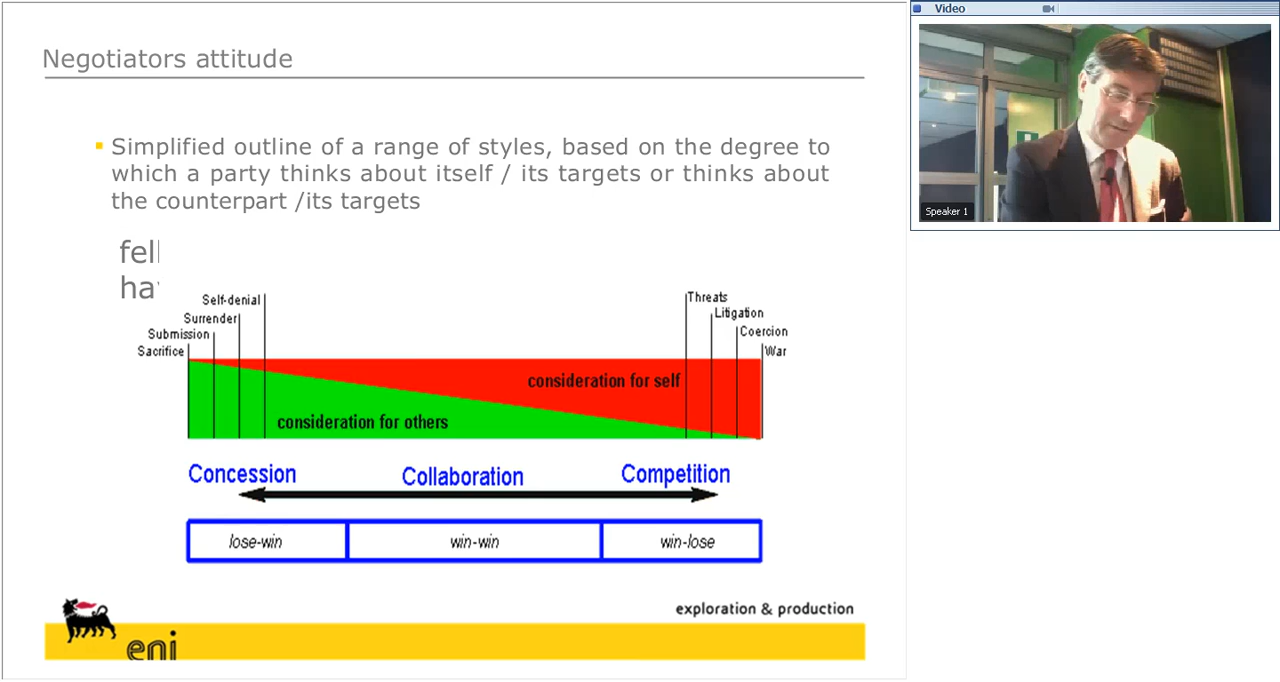 Negotiators attitude
Simplified outline of a range of styles, based on the degree to
which a party thinks about itself / its targets or thinks about
the counterpart /its targets
Self-denial
Surrender
Submission
Sacrifice
Threats
Litigation
Coercion
War
consideration for self
consideration for others
Concession
Collaboration
Competition
lose-win
win-win
win-lose
exploration & production
eni
Video
Speaker 1